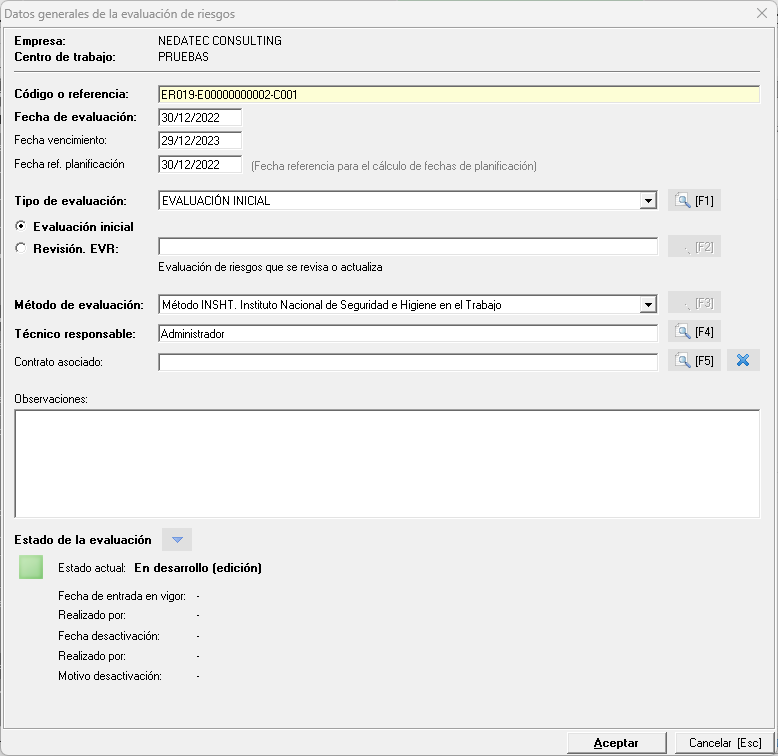 Datos generales de la evaluación de riesgos
Empresa: NEDATEC CONSULTING
Centro de trabajo: PRUEBAS
Código o referencia: ER019-E00000000002-C001
Fecha de evaluación: 30/12/2022
Fecha vencimiento: 29/12/2023
Fecha ref. planificación 30/12/2022 (Fecha referencia para el cálculo de fechas de planificación)
Tipo de evaluación: EVALUACIÓN INICIAL [F1]
Evaluación inicial
Revisión. EVR: [F2]
Evaluación de riesgos que se revisa o actualiza
Método de evaluación: Método INSHT. Instituto Nacional de Seguridad e Higiene en el Trabajo [F3]
Técnico responsable: Administrador [F4]
Contrato asociado: [F5]
Observaciones:
Estado de la evaluación
Estado actual: En desarrollo (edición)
Fecha de entrada en vigor: -
Realizado por: -
Fecha desactivación: -
Realizado por: -
Motivo desactivación: -
Aceptar Cancelar [Esc]